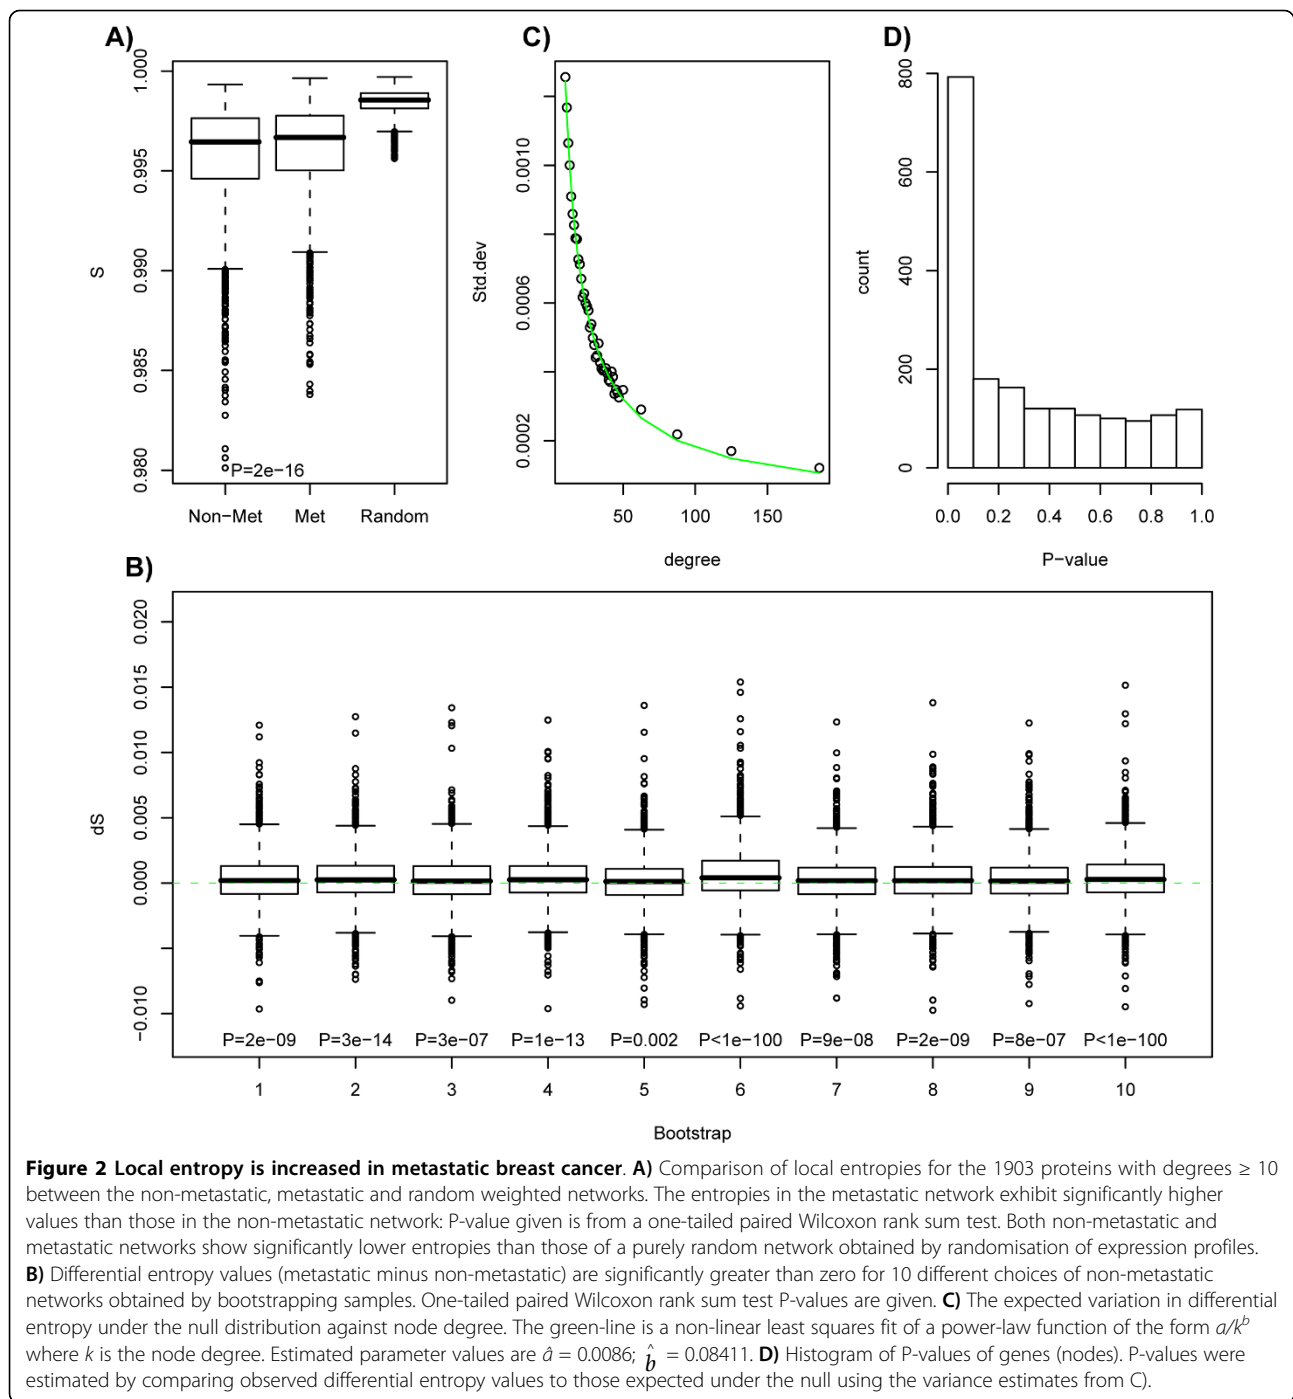 A)
1.000
0.995
0.990
0.985
0.980
S
P=2e−16
Non−Met Met Random
C)
0.0010
0.0006
0.0002
Std.dev
50 100 150
degree
D)
800
600
400
200
0
count
0.0 0.2 0.4 0.6 0.8 1.0
P−value
B)
0.020
0.015
0.010
0.005
0.000
−0.010
dS
P=2e−09 P=3e−14 P=3e−07 P=1e−13 P=0.002 P<1e−100 P=9e−08 P=2e−09 P=8e−07 P<1e−100
1 2 3 4 5 6 7 8 9 10
Bootstrap
Figure 2 Local entropy is increased in metastatic breast cancer. A) Comparison of local entropies for the 1903 proteins with degrees ≥ 10
between the non-metastatic, metastatic and random weighted networks. The entropies in the metastatic network exhibit significantly higher
values than those in the non-metastatic network: P-value given is from a one-tailed paired Wilcoxon rank sum test. Both non-metastatic and
metastatic networks show significantly lower entropies than those of a purely random network obtained by randomisation of expression profiles.
B) Differential entropy values (metastatic minus non-metastatic) are significantly greater than zero for 10 different choices of non-metastatic
networks obtained by bootstrapping samples. One-tailed paired Wilcoxon rank sum test P-values are given. C) The expected variation in differential
entropy under the null distribution against node degree. The green-line is a non-linear least squares fit of a power-law function of the form a/k^b
where k is the node degree. Estimated parameter values are â = 0.0086; b̂ = 0.08411. D) Histogram of P-values of genes (nodes). P-values were
estimated by comparing observed differential entropy values to those expected under the null using the variance estimates from C).